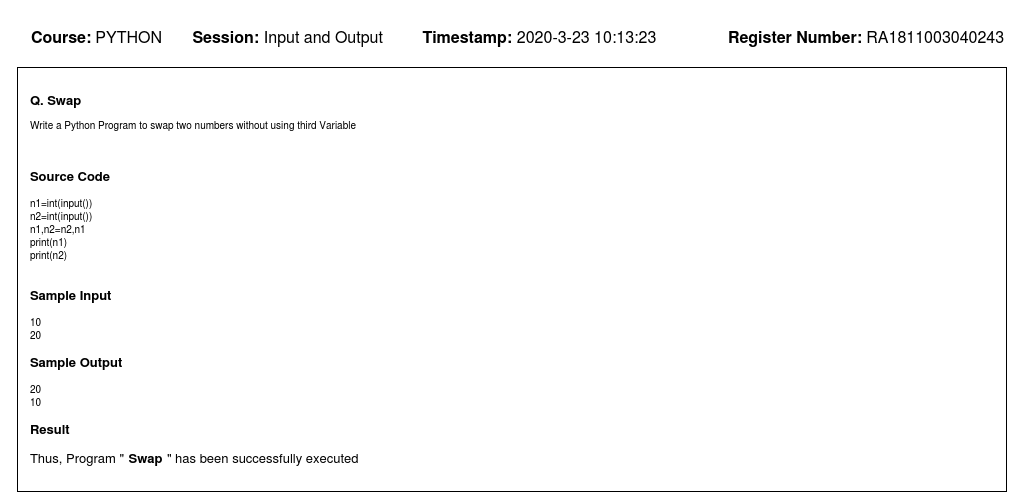 Course: PYTHON Session: Input and Output Timestamp: 2020-3-23 10:13:23 Register Number: RA1811003040243
Q. Swap
Write a Python Program to swap two numbers without using third Variable
Source Code
n1=int(input())
n2=int(input())
n1,n2=n2,n1
print(n1)
print(n2)
Sample Input
10
20
Sample Output
20
10
Result
Thus, Program " Swap " has been successfully executed